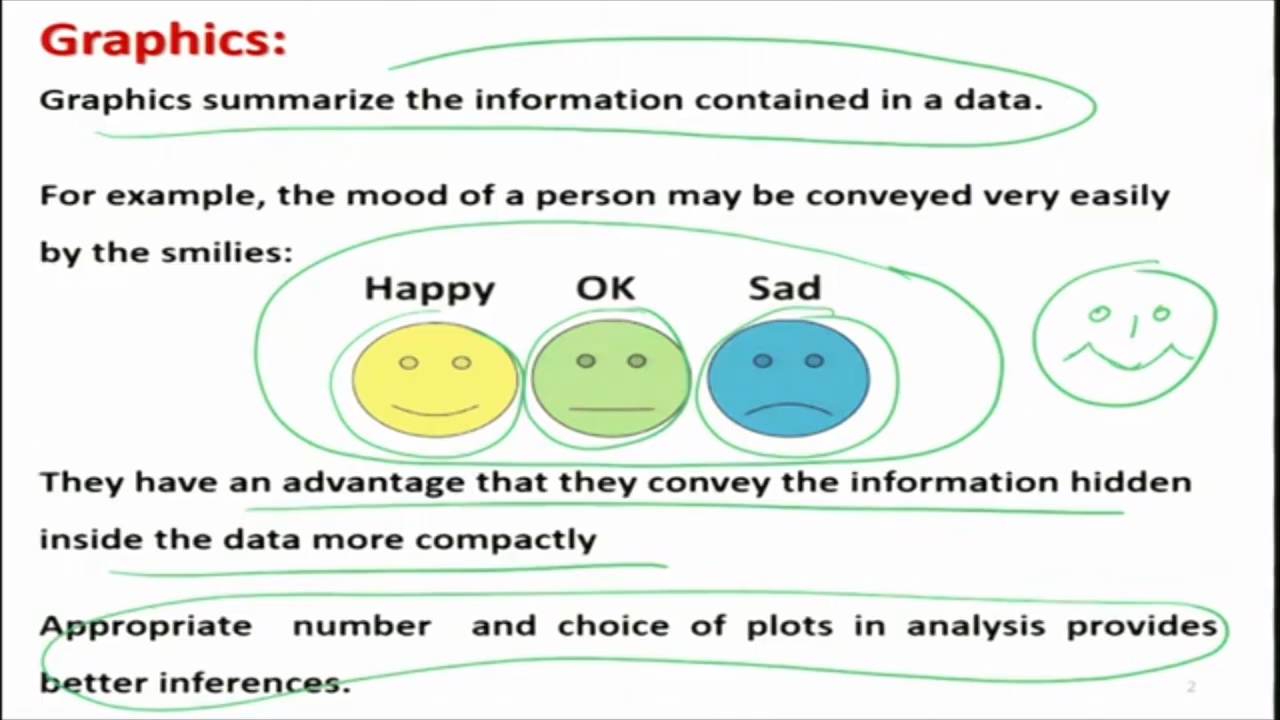 Graphics:
Graphics summarize the information contained in a data.
For example, the mood of a person may be conveyed very easily
by the smilies:
Happy OK Sad
They have an advantage that they convey the information hidden
inside the data more compactly
Appropriate number and choice of plots in analysis provides
better inferences.
2